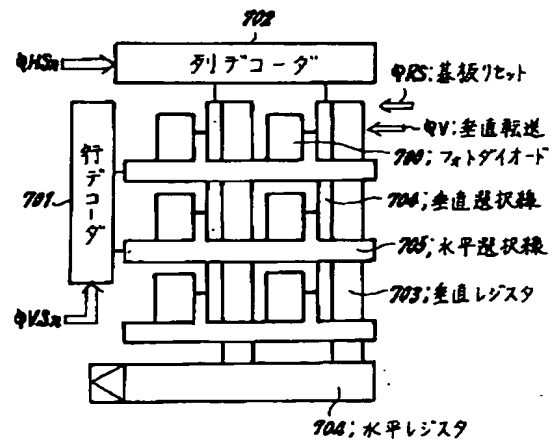 702
列デコーダ
ΦHSn
ΦRS:基板リセット
ΦV:垂直転送
700;フォトダイオード
行デコーダ
701
706;垂直選択線
705;水平選択線
703;垂直レジスタ
ΦVSn
704;水平レジスタ